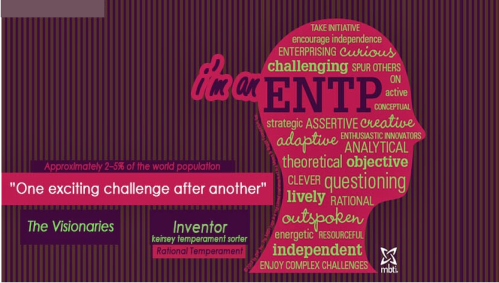 TAKE INITIATIVE
encourage independence
ENTERPRISING curious
challenging SPUR OTHERS
ON
i'm an ENTP active
CONCEPTUAL
strategic ASSERTIVE creative
adaptive ENTHUSIASTIC INNOVATORS
ANALYTICAL
theoretical objective
CLEVER questioning
lively RATIONAL
outspoken
energetic RESOURCEFUL
independent
ENJOY COMPLEX CHALLENGES
mbti.
Approximately 2-5% of the world population
"One exciting challenge after another"
The Visionaries
Inventor
keirsey temperament sorter
Rational Temperament